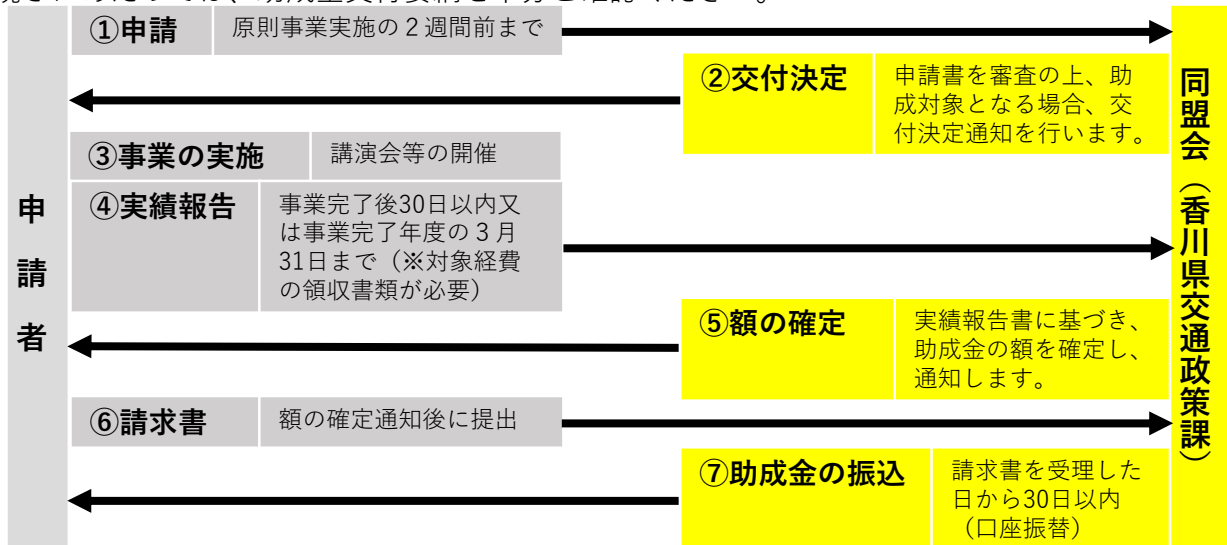 ①申請
原則事業実施の２週間前まで
②交付決定
申請書を審査の上、助
成対象となる場合、交
付決定通知を行います。
③事業の実施
講演会等の開催
④実績報告
事業完了後30日以内又
は事業完了年度の３月
31日まで（※対象経費
の領収書類が必要）
⑤額の確定
実績報告書に基づき、
助成金の額を確定し、
通知します。
⑥請求書
額の確定通知後に提出
⑦助成金の振込
請求書を受理した
日から30日以内
（口座振替）
申請者
同盟会（香川県交通政策課）